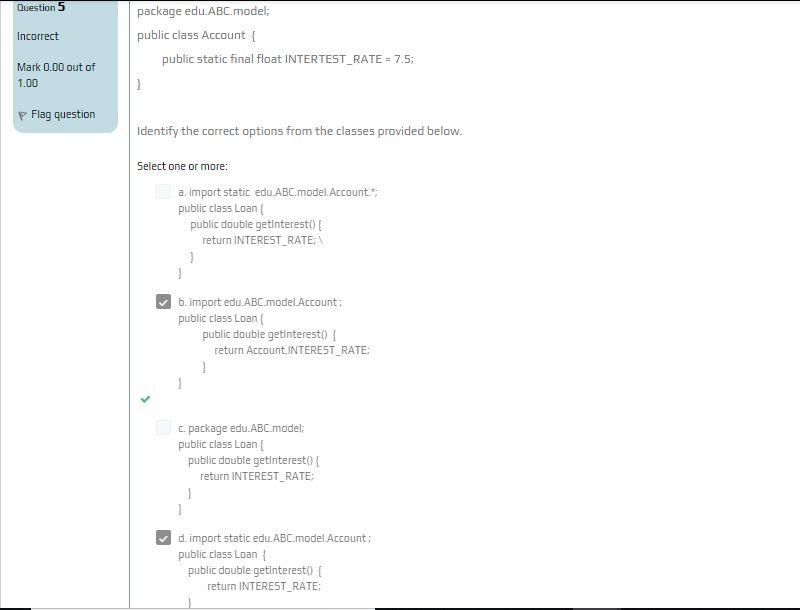 Question 5
Incorrect
Mark 0.00 out of
1.00
Flag question
package edu.ABC.model;
public class Account {
public static final float INTERTEST_RATE = 7.5;
}
Identify the correct options from the classes provided below.
Select one or more:
a. import static edu.ABC.model.Account.*;
public class Loan {
public double getInterest() {
return INTEREST_RATE; \
}
}
b. import edu.ABC.model.Account ;
public class Loan {
public double getInterest() {
return Account.INTEREST_RATE;
}
}
c. package edu.ABC.model;
public class Loan {
public double getInterest() {
return INTEREST_RATE;
}
}
d. import static edu.ABC.model.Account ;
public class Loan {
public double getInterest() {
return INTEREST_RATE;
}